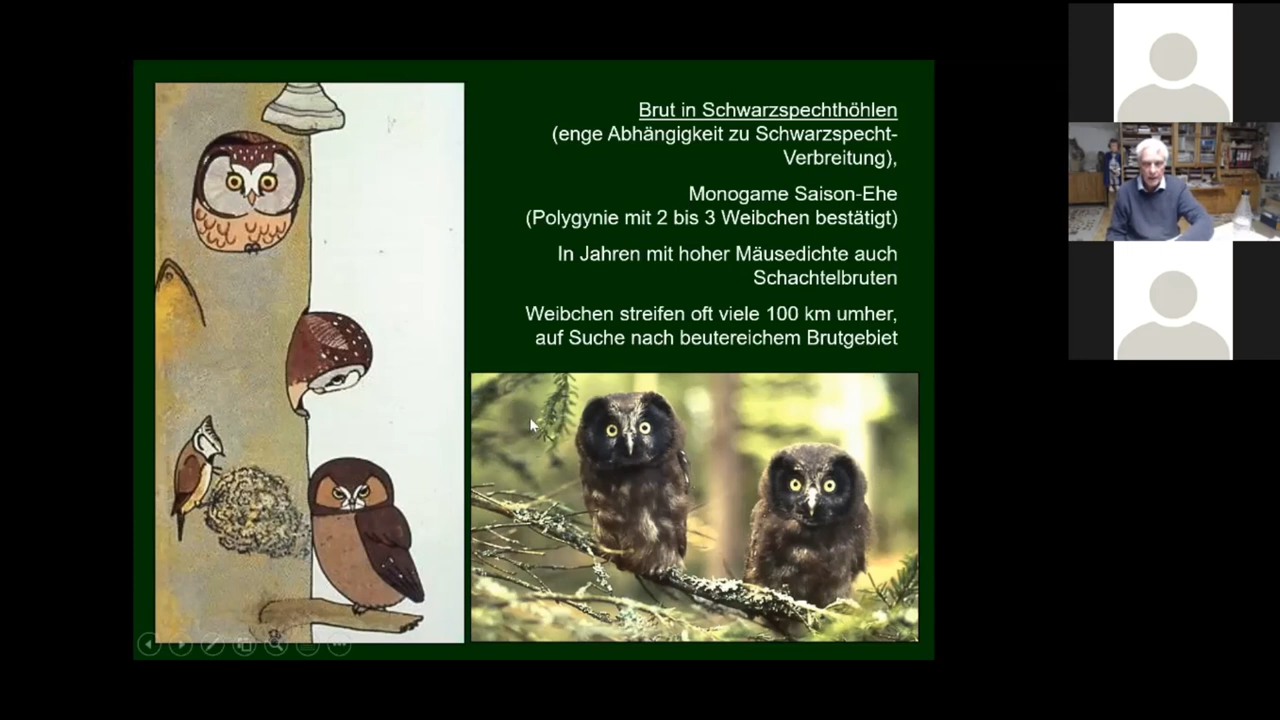 Brut in Schwarzspechthöhlen
(enge Abhängigkeit zu Schwarzspecht-
Verbreitung),
Monogame Saison-Ehe
(Polygynie mit 2 bis 3 Weibchen bestätigt)
In Jahren mit hoher Mäusedichte auch
Schachtelbruten
Weibchen streifen oft viele 100 km umher,
auf Suche nach beutereichem Brutgebiet